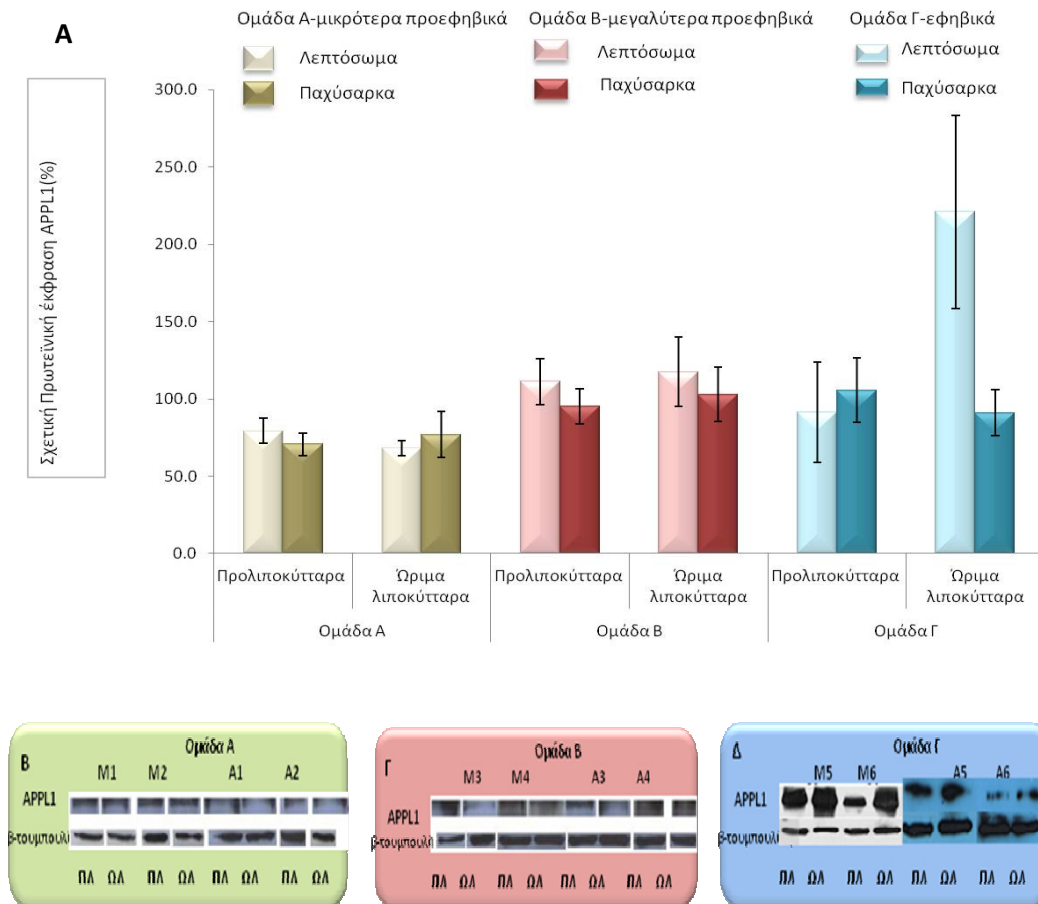 A
Ομάδα Α-μικρότερα προεφηβικά
Λεπτόσωμα
Παχύσαρκα
Ομάδα Β-μεγαλύτερα προεφηβικά
Λεπτόσωμα
Παχύσαρκα
Ομάδα Γ-εφηβικά
Λεπτόσωμα
Παχύσαρκα
Σχετική Πρωτεϊνική έκφραση APPL1(%)
300.0
250.0
200.0
150.0
100.0
50.0
0.0
Προλιποκύτταρα
Ώριμα
λιποκύτταρα
Προλιποκύτταρα
Ώριμα
λιποκύτταρα
Προλιποκύτταρα
Ώριμα
λιποκύτταρα
Ομάδα Α
Ομάδα Β
Ομάδα Γ
Β
Ομάδα Α
M1 M2 A1 A2
APPL1
β-τουμπουλί
ΠΛ ΩΛ ΠΛ ΩΛ ΠΛ ΩΛ ΠΛ ΩΛ
Γ
Ομάδα Β
M3 M4 A3 A4
APPL1
β-τουμπουλί
ΠΛ ΩΛ ΠΛ ΩΛ ΠΛ ΩΛ ΠΛ ΩΛ
Δ
Ομάδα Γ
M5 M6 A5 A6
APPL1
β-τουμπουλί
ΠΛ ΩΛ ΠΛ ΩΛ ΠΛ ΩΛ ΠΛ ΩΛ